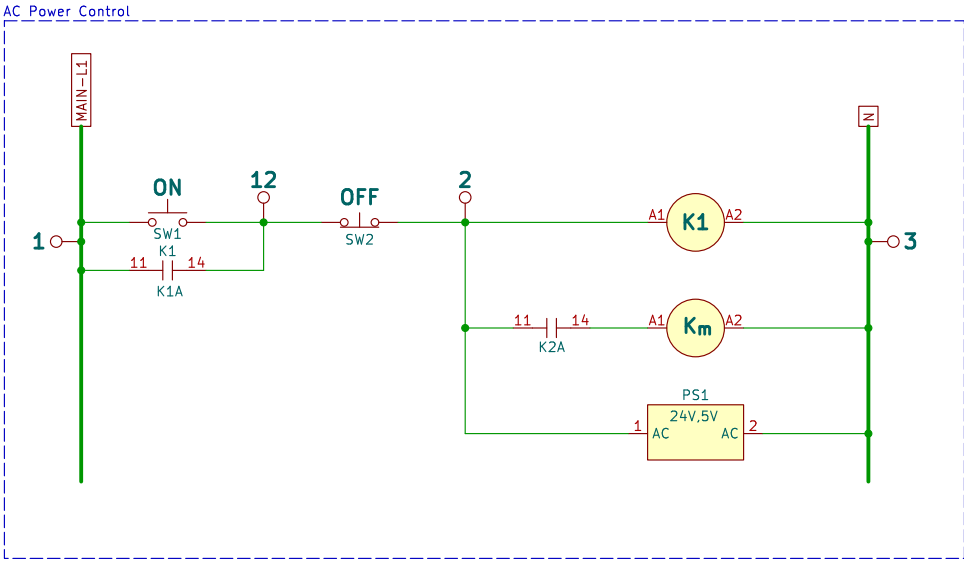 AC Power Control
MAIN-L1
N
ON
12
OFF
2
SW1
SW2
A1
K1
A2
1
3
K1
11
14
K1A
11
14
K2A
A1
Km
A2
PS1
24V,5V
1
AC
AC
2